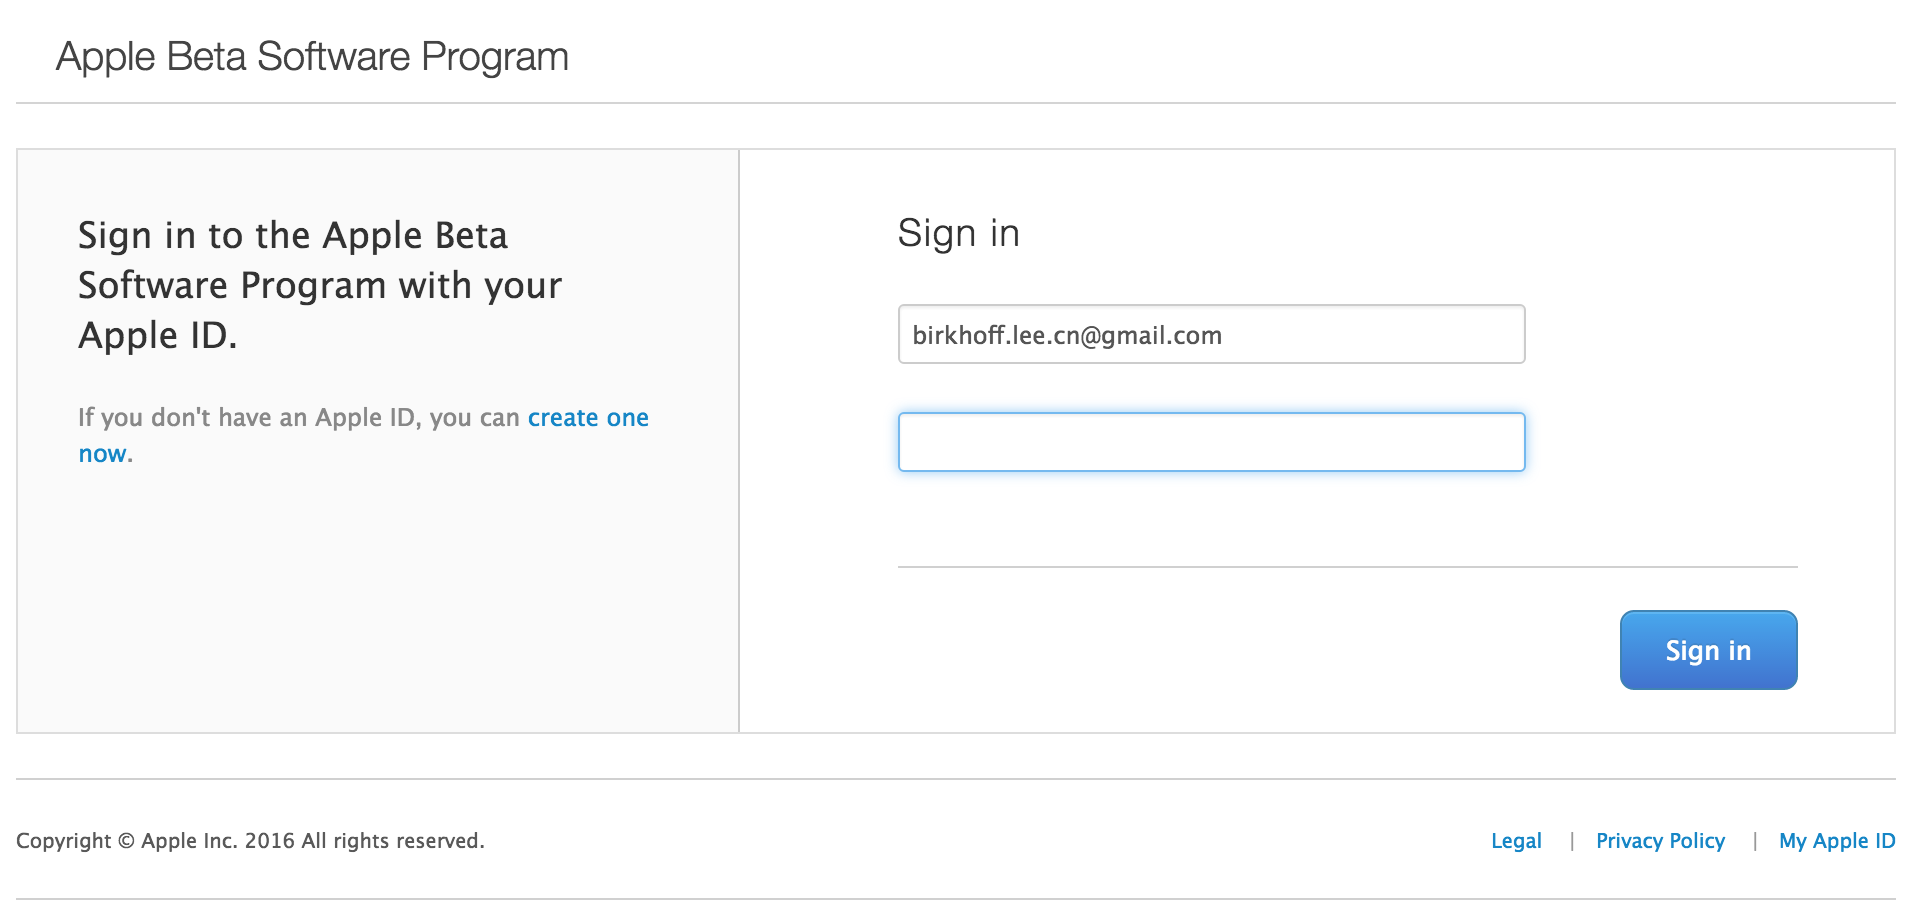 Apple Beta Software Program
Sign in to the Apple Beta
Software Program with your
Apple ID.
If you don't have an Apple ID, you can create one
now.
Sign in
birkhoff.lee.cn@gmail.com
Sign in
Copyright © Apple Inc. 2016 All rights reserved.
Legal | Privacy Policy | My Apple ID